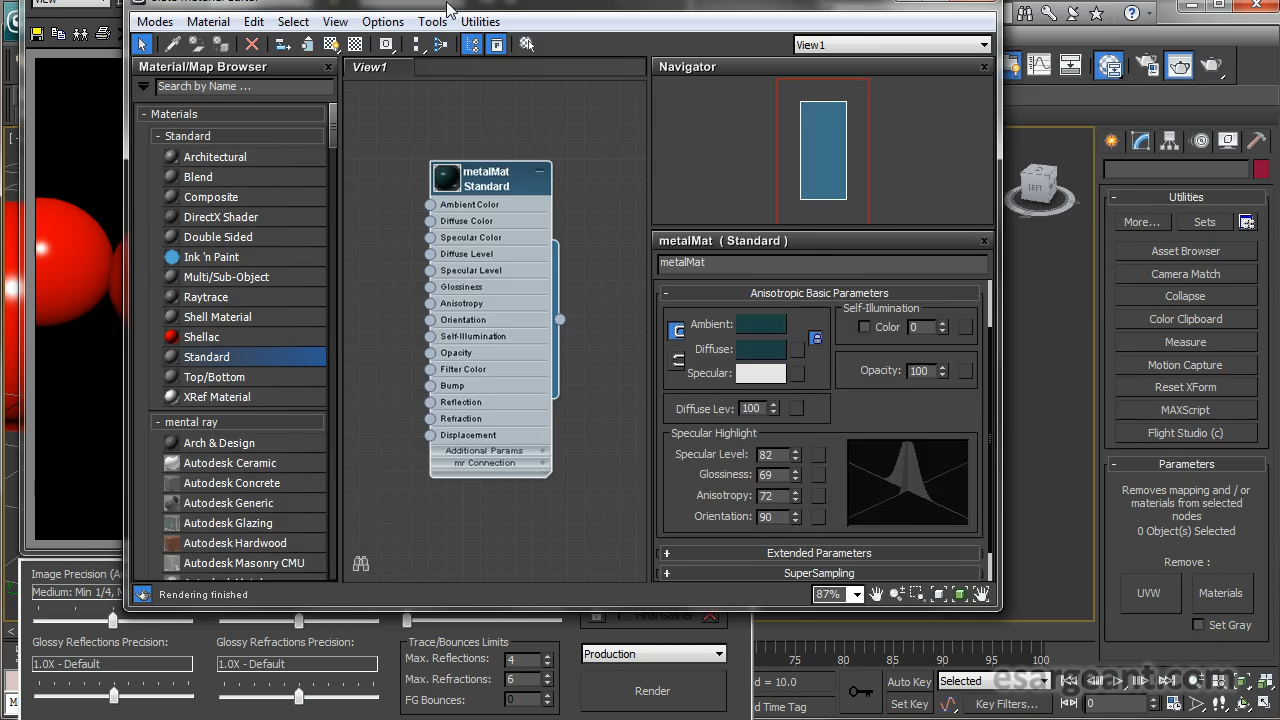 Modes Material Edit Select View Options Tools Utilities
View1
Material/Map Browser
View1
Navigator
Search by Name ...
- Materials
- Standard
Architectural
Blend
Composite
DirectX Shader
Double Sided
Ink 'n Paint
Multi/Sub-Object
Raytrace
Shell Material
Shellac
Standard
Top/Bottom
XRef Material
- mental ray
Arch & Design
Autodesk Ceramic
Autodesk Concrete
Autodesk Generic
Autodesk Glazing
Autodesk Hardwood
Autodesk Masonry CMU
metalMat
Standard
Ambient Color
Diffuse Color
Specular Color
Diffuse Level
Specular Level
Glossiness
Anisotropy
Orientation
Self-Illumination
Opacity
Filter Color
Bump
Reflection
Refraction
Displacement
Additional Params +
mr Connection +
metalMat ( Standard )
metalMat
- Anisotropic Basic Parameters
Self-Illumination
Ambient:
Color 0
Diffuse:
Specular:
Opacity: 100
Diffuse Lev: 100
Specular Highlight
Specular Level: 82
Glossiness: 69
Anisotropy: 72
Orientation: 90
+ Extended Parameters
+ SuperSampling
Rendering finished
87%
LEFT
- Utilities
More... Sets
Asset Browser
Camera Match
Collapse
Color Clipboard
Measure
Motion Capture
Reset XForm
MAXScript
Flight Studio (c)
- Parameters
Removes mapping and / or
materials from selected
nodes
0 Object(s) Selected
Remove :
UVW Materials
Set Gray
Medium: Min 1/4, M
Final Gather
Glossy Reflections Precision:
Glossy Refractions Precision:
1.0X - Default
1.0X - Default
Trace/Bounces Limits
Max. Reflections: 4
Max. Refractions: 6
FG Bounces: 0
Production
Render
75 80 85 90 95 100
d = 10.0
Auto Key Selected
Time Tag
Set Key Key Filters... 0
esargeant.com